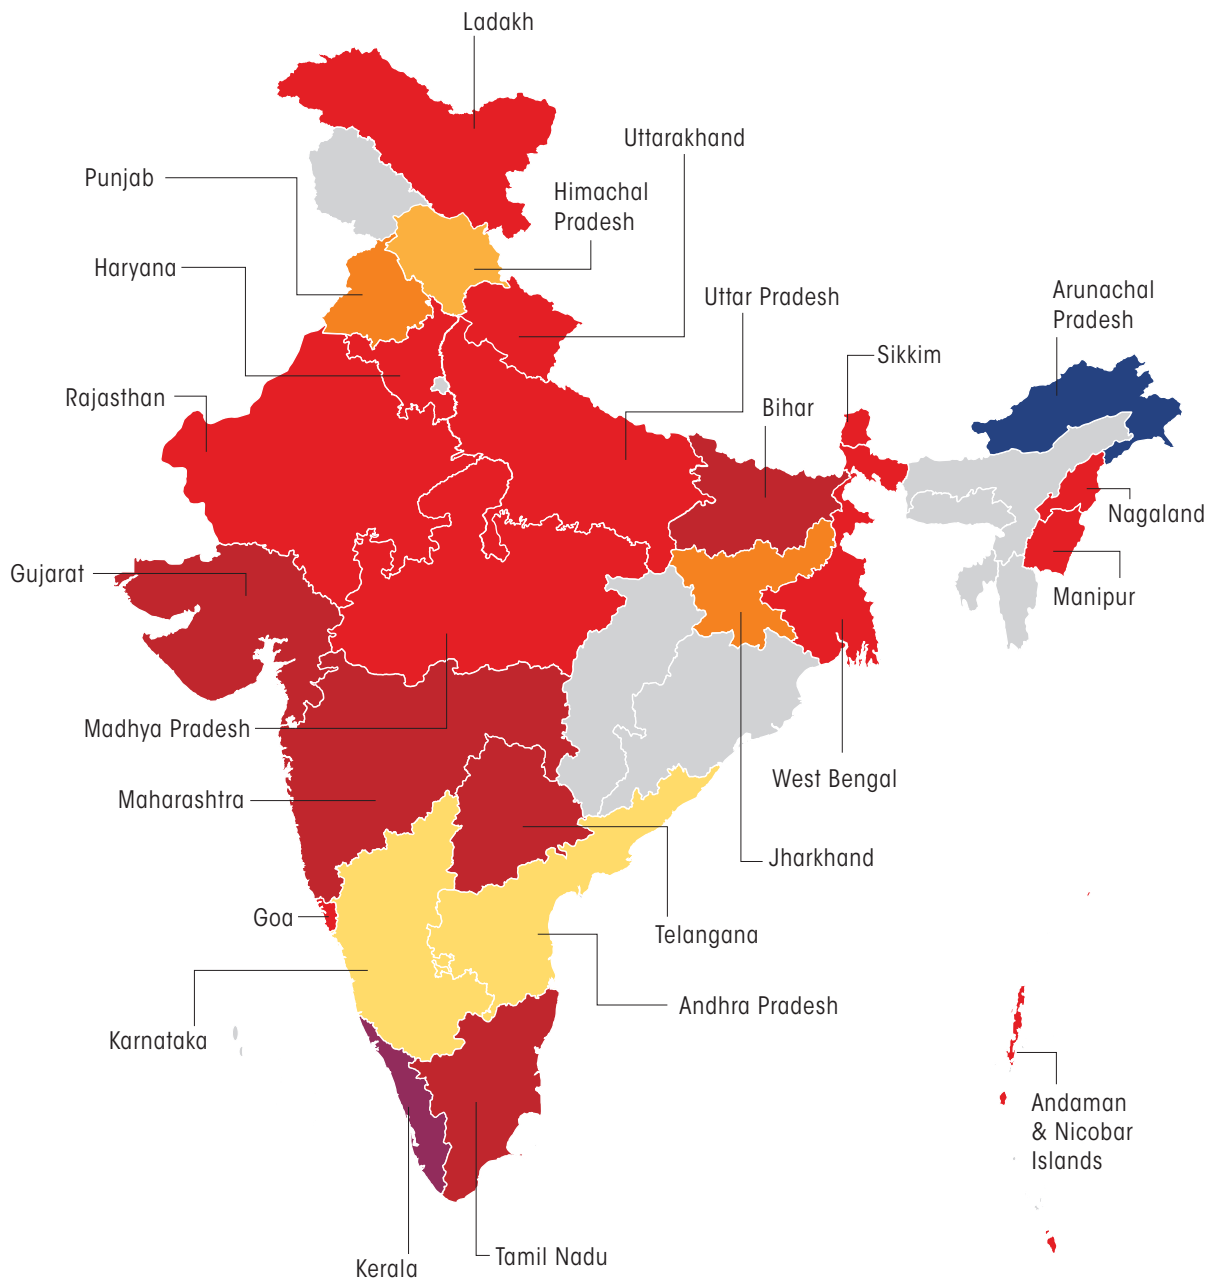 Ladakh
Uttarakhand
Punjab
Himachal
Pradesh
Haryana
Uttar Pradesh
Arunachal
Pradesh
Sikkim
Rajasthan
Bihar
Nagaland
Gujarat
Manipur
Madhya Pradesh
West Bengal
Maharashtra
Jharkhand
Goa
Telangana
Andhra Pradesh
Karnataka
Andaman
& Nicobar
Islands
Tamil Nadu
Kerala